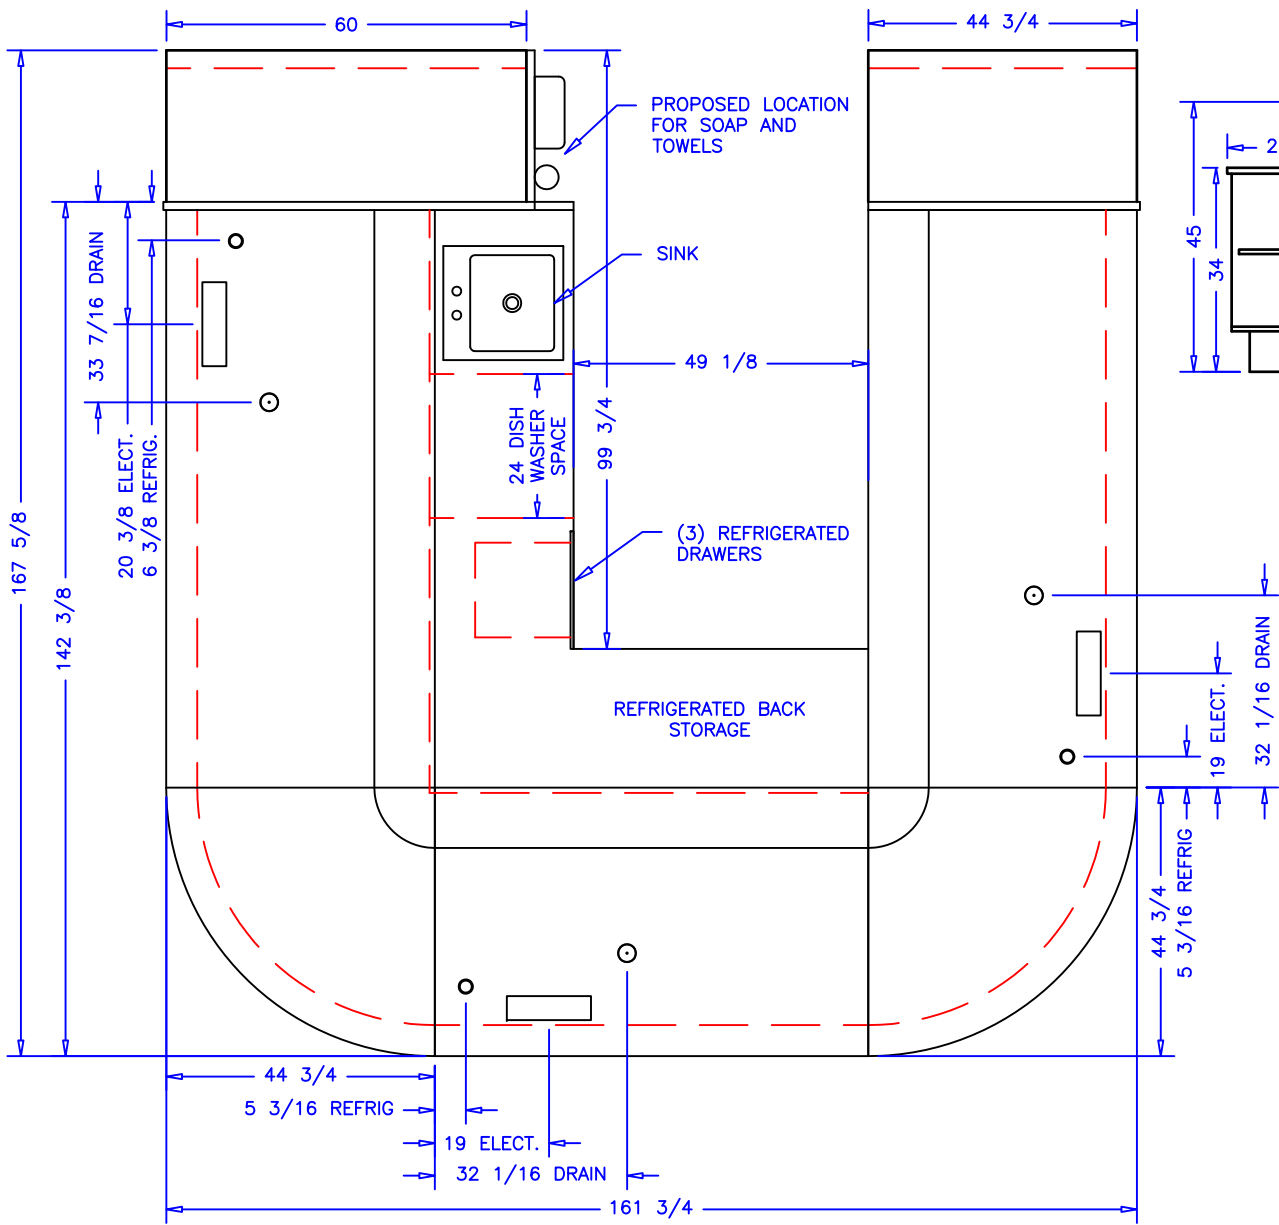 60
44 3/4
PROPOSED LOCATION
FOR SOAP AND
TOWELS
2
45
34
33 7/16 DRAIN
SINK
49 1/8
99 3/4
24 DISH
WASHER
SPACE
20 3/8 ELECT.
6 3/8 REFRIG.
167 5/8
142 3/8
(3) REFRIGERATED
DRAWERS
REFRIGERATED BACK
STORAGE
19 ELECT.
32 1/16 DRAIN
44 3/4
5 3/16 REFRIG
44 3/4
5 3/16 REFRIG
19 ELECT.
32 1/16 DRAIN
161 3/4